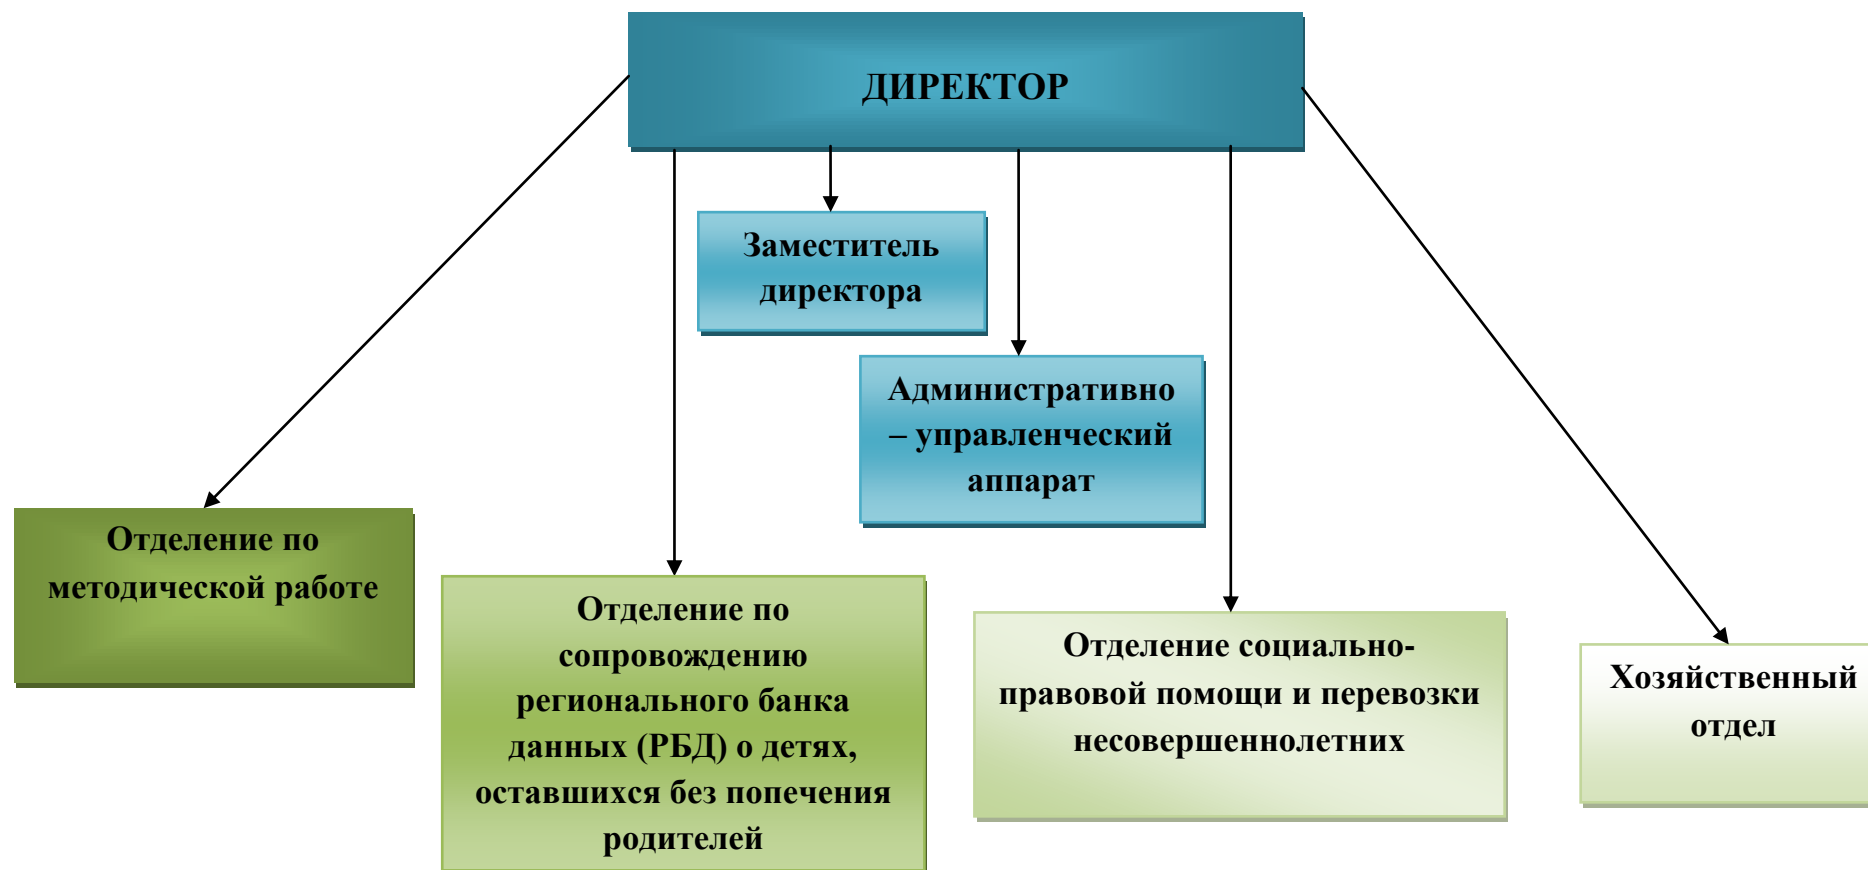 ДИРЕКТОР
Заместитель
директора
Административно
– управленческий
аппарат
Отделение по
методической работе
Отделение по
сопровождению
регионального банка
данных (РБД) о детях,
оставшихся без попечения
родителей
Отделение социально-
правовой помощи и перевозки
несовершеннолетних
Хозяйственный
отдел